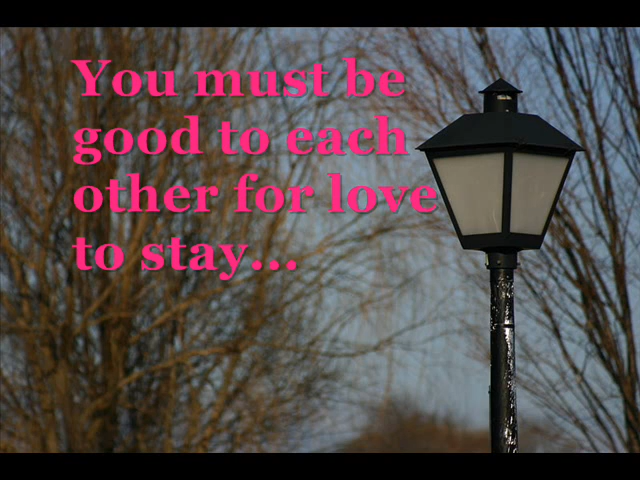 You must be
good to each
other for love
to stay...